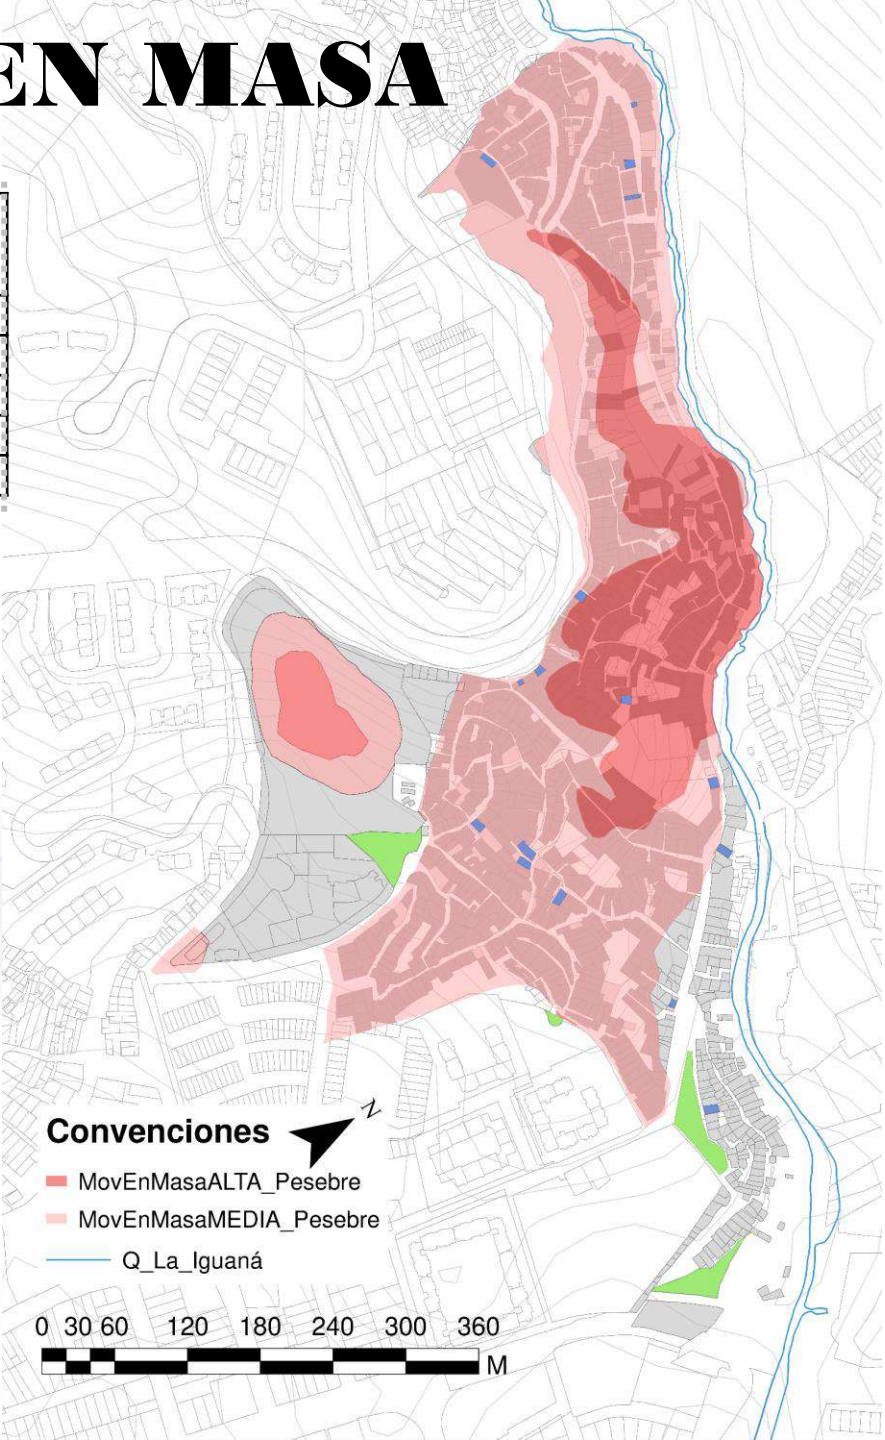 EN MASA
N
Convenciones
MovEnMasaALTA_Pesebre
MovEnMasaMEDIA_Pesebre
Q_La_Iguaná
0 30 60 120 180 240 300 360
M